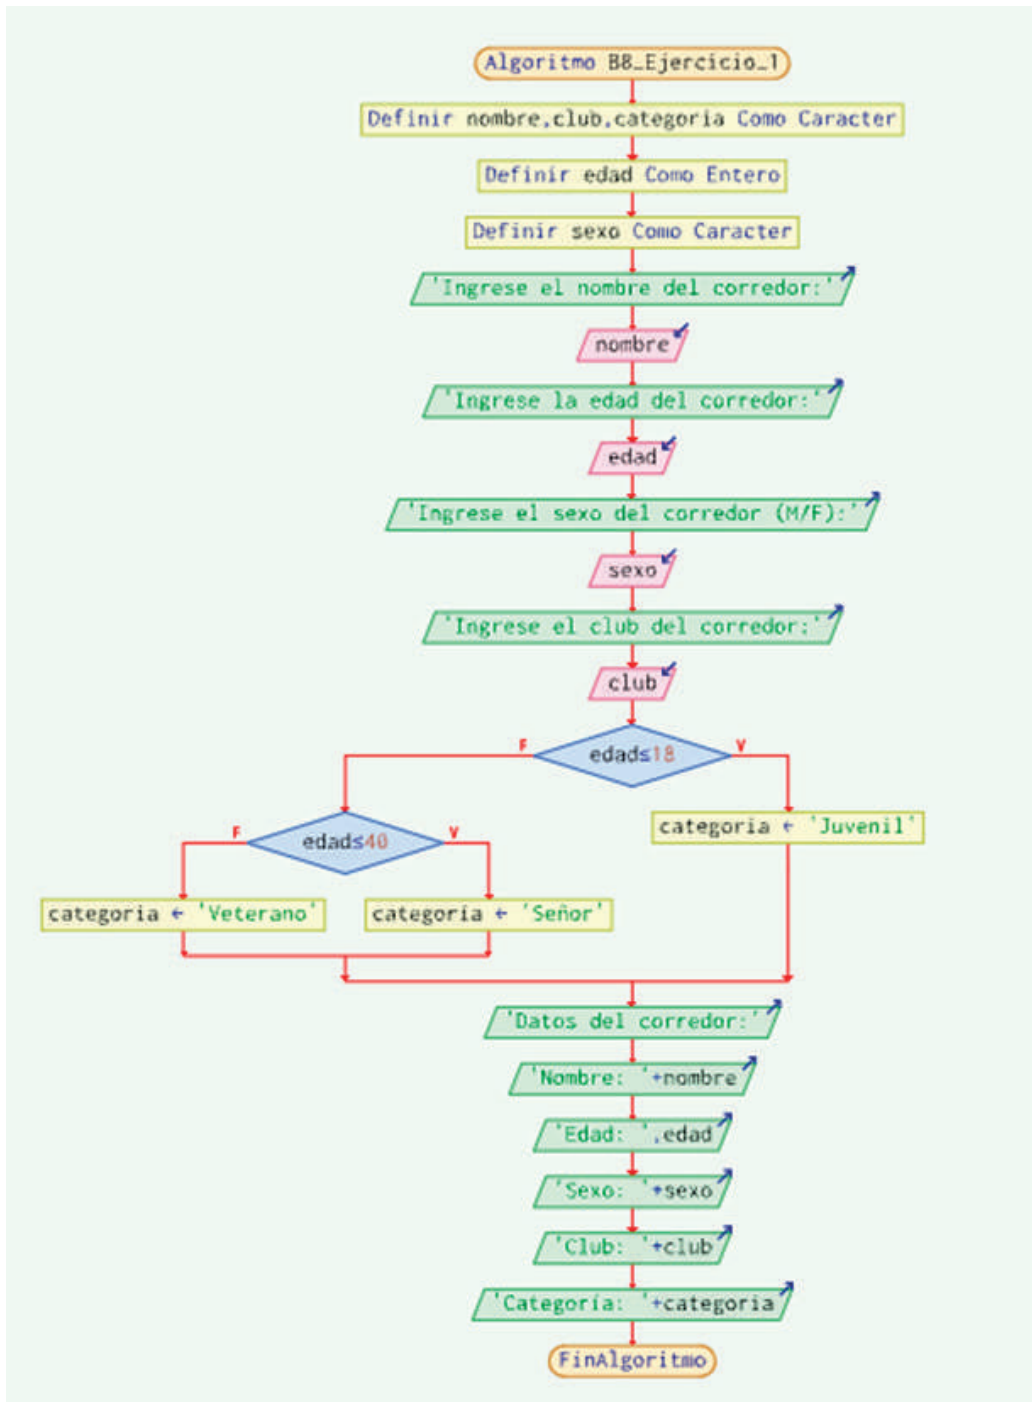 Algoritmo B8_Ejercicio_1
Definir nombre,club,categoria Como Caracter
Definir edad Como Entero
Definir sexo Como Caracter
'Ingrese el nombre del corredor:'
nombre
'Ingrese la edad del corredor:'
edad
'Ingrese el sexo del corredor (M/F):'
sexo
'Ingrese el club del corredor:'
club
F edad≤18 V
categoria ← 'Juvenil'
F edad≤40 V
categoria ← 'Veterano' categoría ← 'Señor'
'Datos del corredor:'
'Nombre: '+nombre
'Edad: ',edad
'Sexo: '+sexo
'Club: '+club
'Categoría: '+categoria
FinAlgoritmo